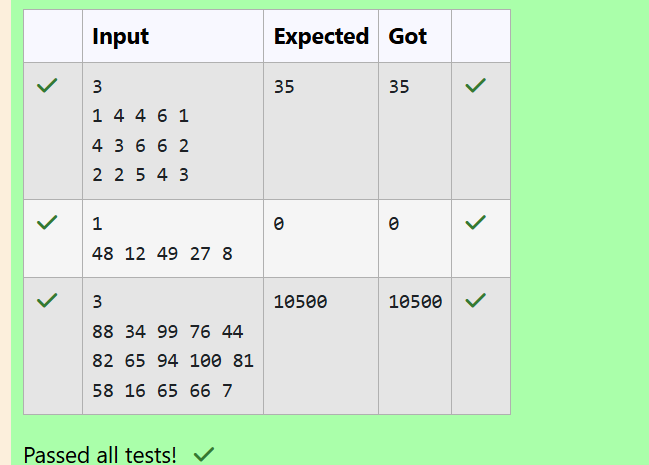 Input Expected Got
3 35 35
1 4 4 6 1
4 3 6 6 2
2 2 5 4 3
1 0 0
48 12 49 27 8
3 10500 10500
88 34 99 76 44
82 65 94 100 81
58 16 65 66 7
Passed all tests!